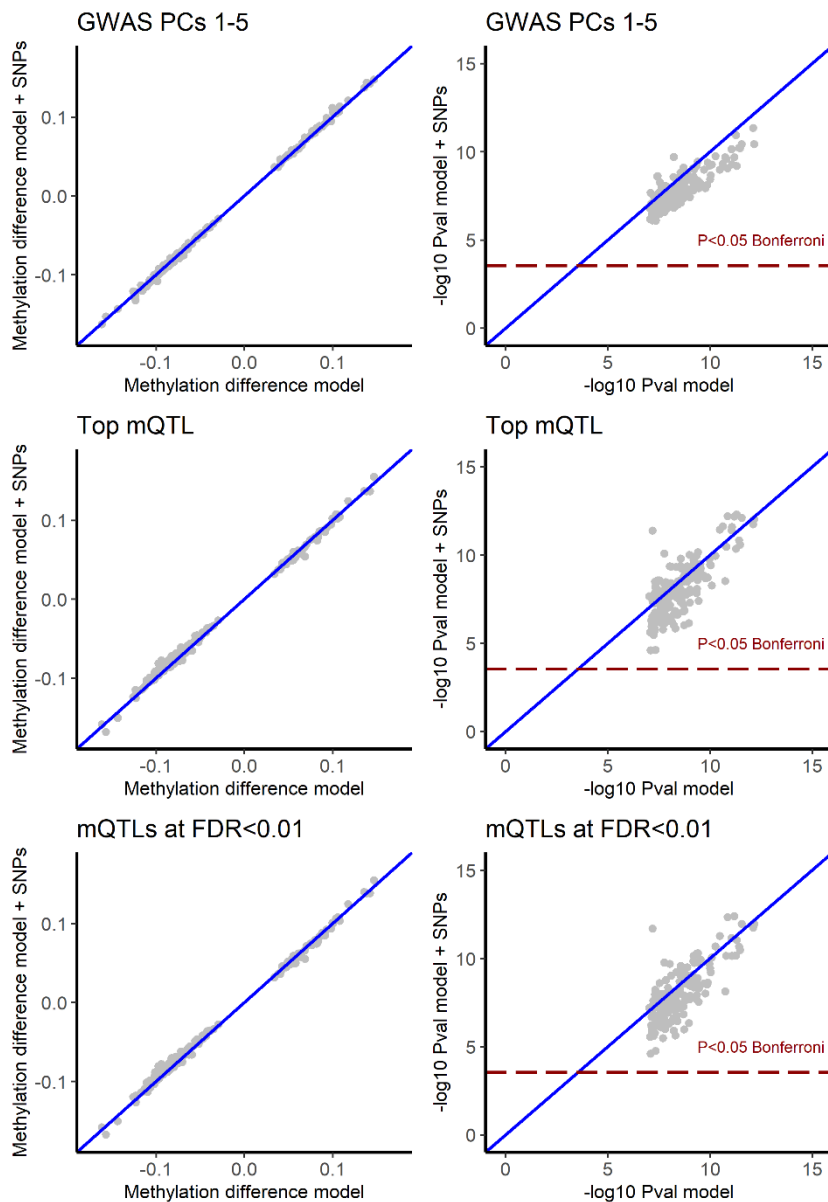 GWAS PCs 1-5
Methylation difference model + SNPs
0.1
0.0
-0.1
-0.1
0.0
0.1
Methylation difference model
GWAS PCs 1-5
-log10 Pval model + SNPs
15
10
5
0
P<0.05 Bonferroni
0
5
10
15
-log10 Pval model
Top mQTL
Methylation difference model + SNPs
0.1
0.0
-0.1
-0.1
0.0
0.1
Methylation difference model
Top mQTL
-log10 Pval model + SNPs
15
10
5
0
P<0.05 Bonferroni
0
5
10
15
-log10 Pval model
mQTLs at FDR<0.01
Methylation difference model + SNPs
0.1
0.0
-0.1
-0.1
0.0
0.1
Methylation difference model
mQTLs at FDR<0.01
-log10 Pval model + SNPs
15
10
5
0
P<0.05 Bonferroni
0
5
10
15
-log10 Pval model